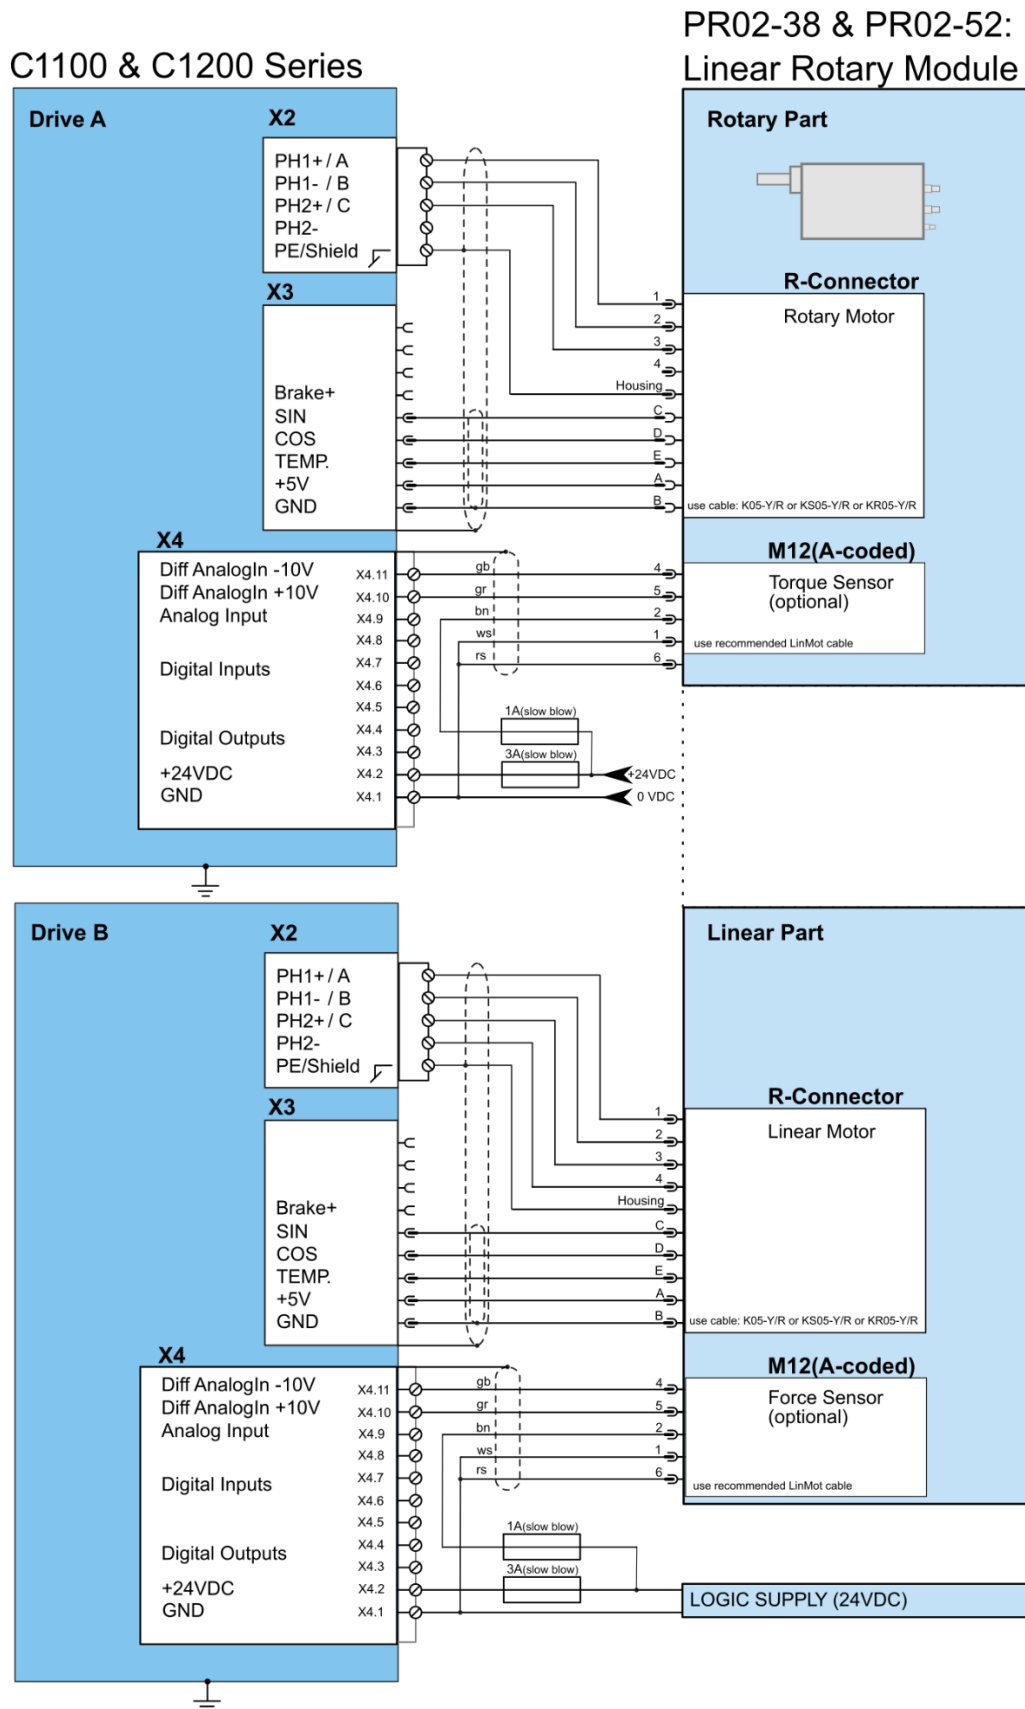 C1100 & C1200 Series
PR02-38 & PR02-52:
Linear Rotary Module
Drive A
X2
PH1+ / A
PH1- / B
PH2+ / C
PH2-
PE/Shield
X3
Brake+
SIN
COS
TEMP.
+5V
GND
X4
Diff AnalogIn -10V
X4.11
Diff AnalogIn +10V
X4.10
Analog Input
X4.9
X4.8
Digital Inputs
X4.7
X4.6
X4.5
Digital Outputs
X4.4
X4.3
+24VDC
X4.2
GND
X4.1
gb
gr
bn
ws
rs
1A(slow blow)
3A(slow blow)
+24VDC
0 VDC
Rotary Part
R-Connector
Rotary Motor
1
2
3
4
Housing
C
D
E
A
B
use cable: K05-Y/R or KS05-Y/R or KR05-Y/R
M12(A-coded)
Torque Sensor
(optional)
use recommended LinMot cable
4
5
2
1
6
Drive B
X2
PH1+ / A
PH1- / B
PH2+ / C
PH2-
PE/Shield
X3
Brake+
SIN
COS
TEMP.
+5V
GND
X4
Diff AnalogIn -10V
X4.11
Diff AnalogIn +10V
X4.10
Analog Input
X4.9
X4.8
Digital Inputs
X4.7
X4.6
X4.5
Digital Outputs
X4.4
X4.3
+24VDC
X4.2
GND
X4.1
gb
gr
bn
ws
rs
1A(slow blow)
3A(slow blow)
Linear Part
R-Connector
Linear Motor
1
2
3
4
Housing
C
D
E
A
B
use cable: K05-Y/R or KS05-Y/R or KR05-Y/R
M12(A-coded)
Force Sensor
(optional)
use recommended LinMot cable
4
5
2
1
6
LOGIC SUPPLY (24VDC)